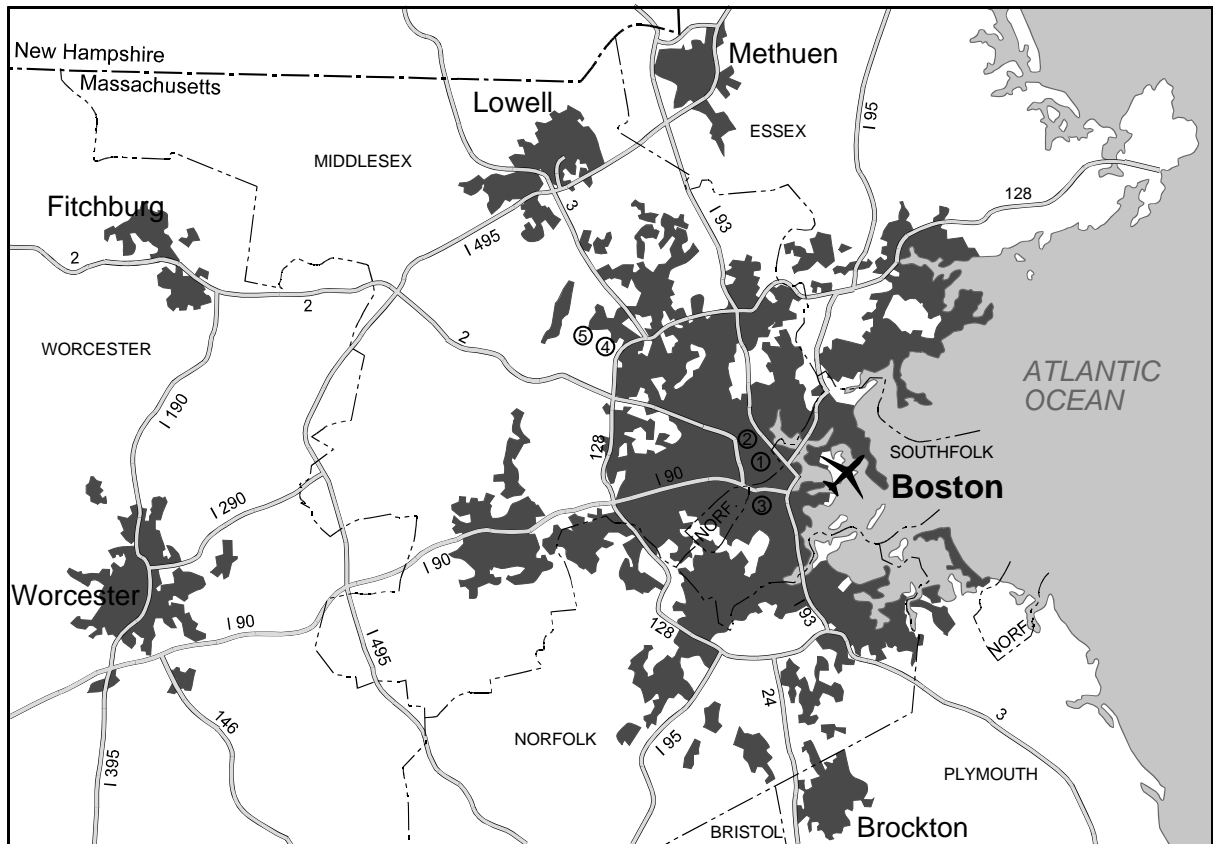 New Hampshire
Massachusetts
Methuen
Lowell
I 95
ESSEX
MIDDLESEX
128
3
Fitchburg
I 93
I 495
2
2
WORCESTER
5
4
2
ATLANTIC
OCEAN
I 190
2
128
1
SOUTHFOLK
I 90
Boston
I 290
3
NORF.
I 90
Worcester
I 90
I 93
128
NORF.
I 495
24
146
3
I 95
NORFOLK
I 395
PLYMOUTH
BRISTOL
Brockton